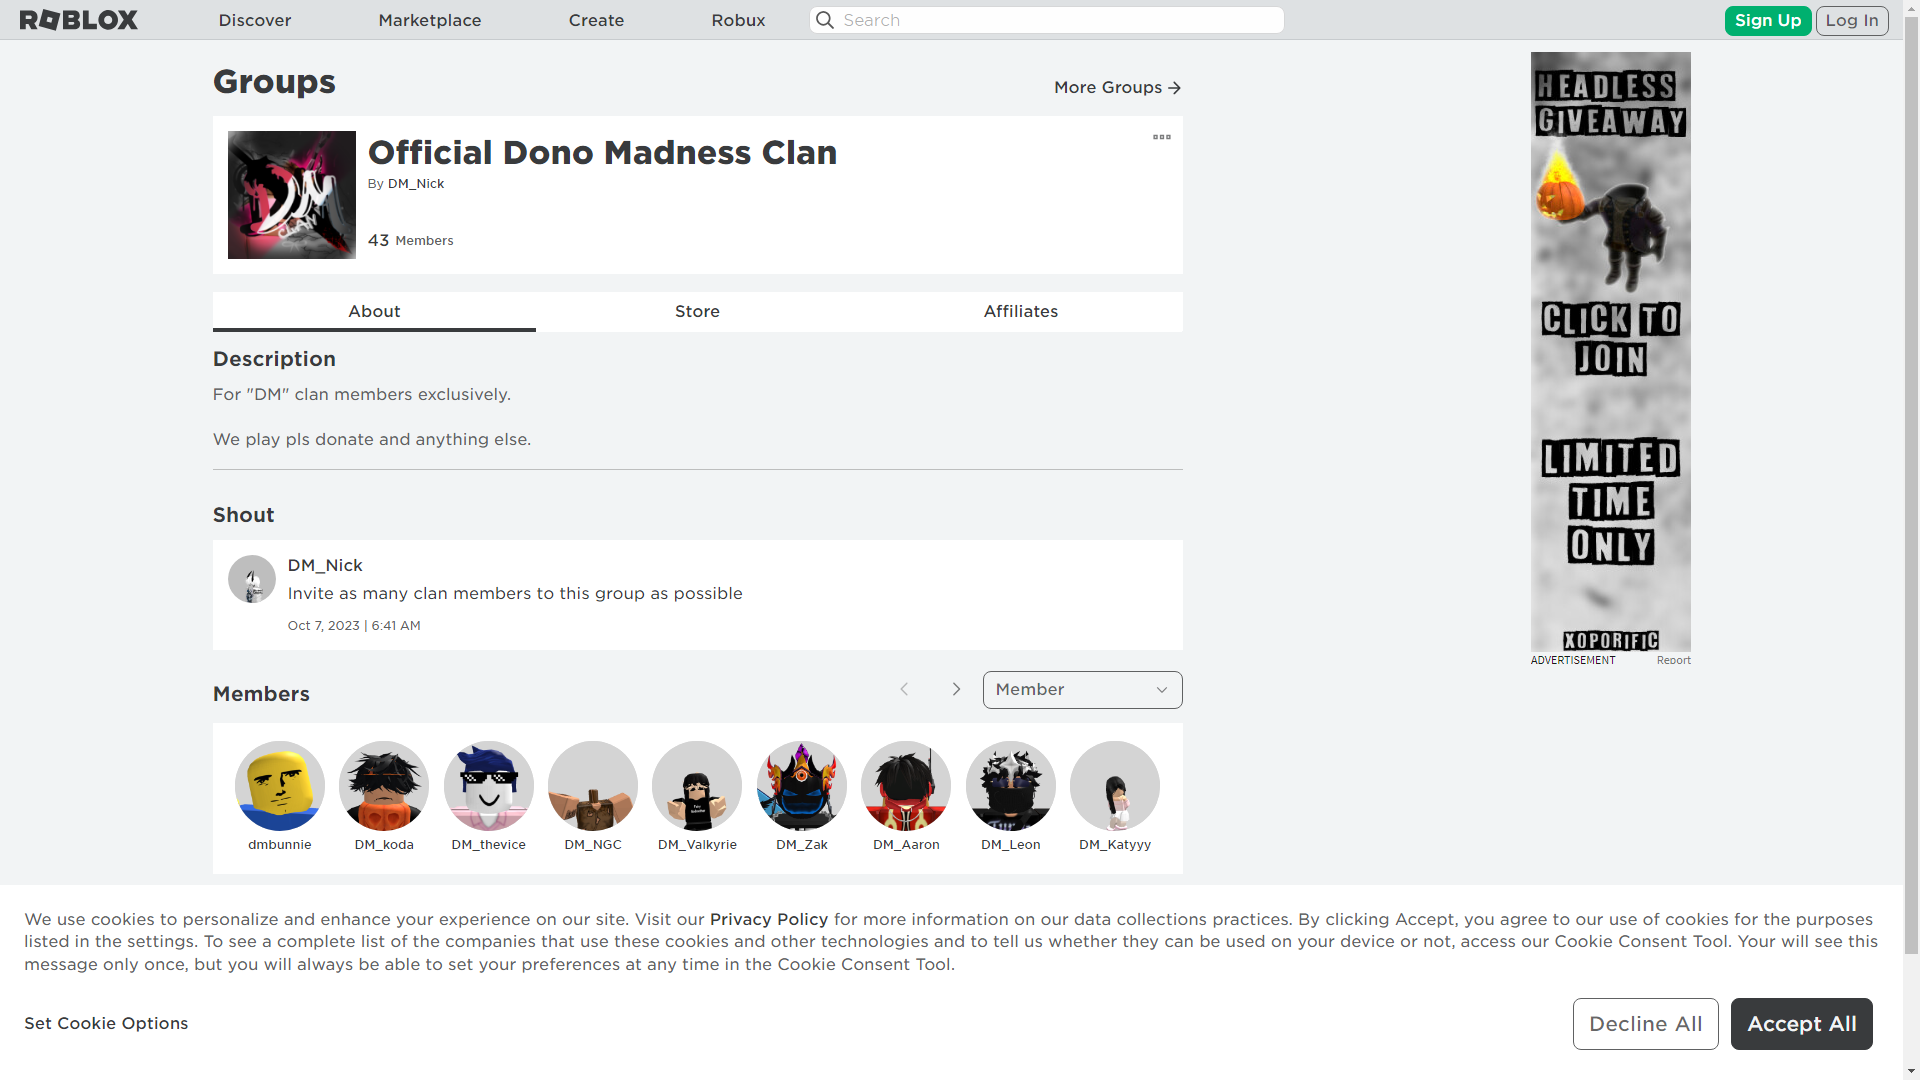 ROBLOX
Discover
Marketplace
Create
Robux
Search
Sign Up
Log In
Groups
More Groups
DM
CLAN
Official Dono Madness Clan
By DM_Nick
43 Members
About
Store
Affiliates
Description
For "DM" clan members exclusively.
We play pls donate and anything else.
Shout
DM_Nick
Invite as many clan members to this group as possible
Oct 7, 2023 | 6:41 AM
Members
Member
dmbunnie
DM_koda
DM_thevice
DM_NGC
DM_Valkyrie
DM_Zak
DM_Aaron
DM_Leon
DM_Katyyy
HEADLESS
GIVEAWAY
CLICK TO
JOIN
LIMITED
TIME
ONLY
XOPORIFIC
ADVERTISEMENT
Report
We use cookies to personalize and enhance your experience on our site. Visit our Privacy Policy for more information on our data collections practices. By clicking Accept, you agree to our use of cookies for the purposes
listed in the settings. To see a complete list of the companies that use these cookies and other technologies and to tell us whether they can be used on your device or not, access our Cookie Consent Tool. Your will see this
message only once, but you will always be able to set your preferences at any time in the Cookie Consent Tool.
Set Cookie Options
Decline All
Accept All